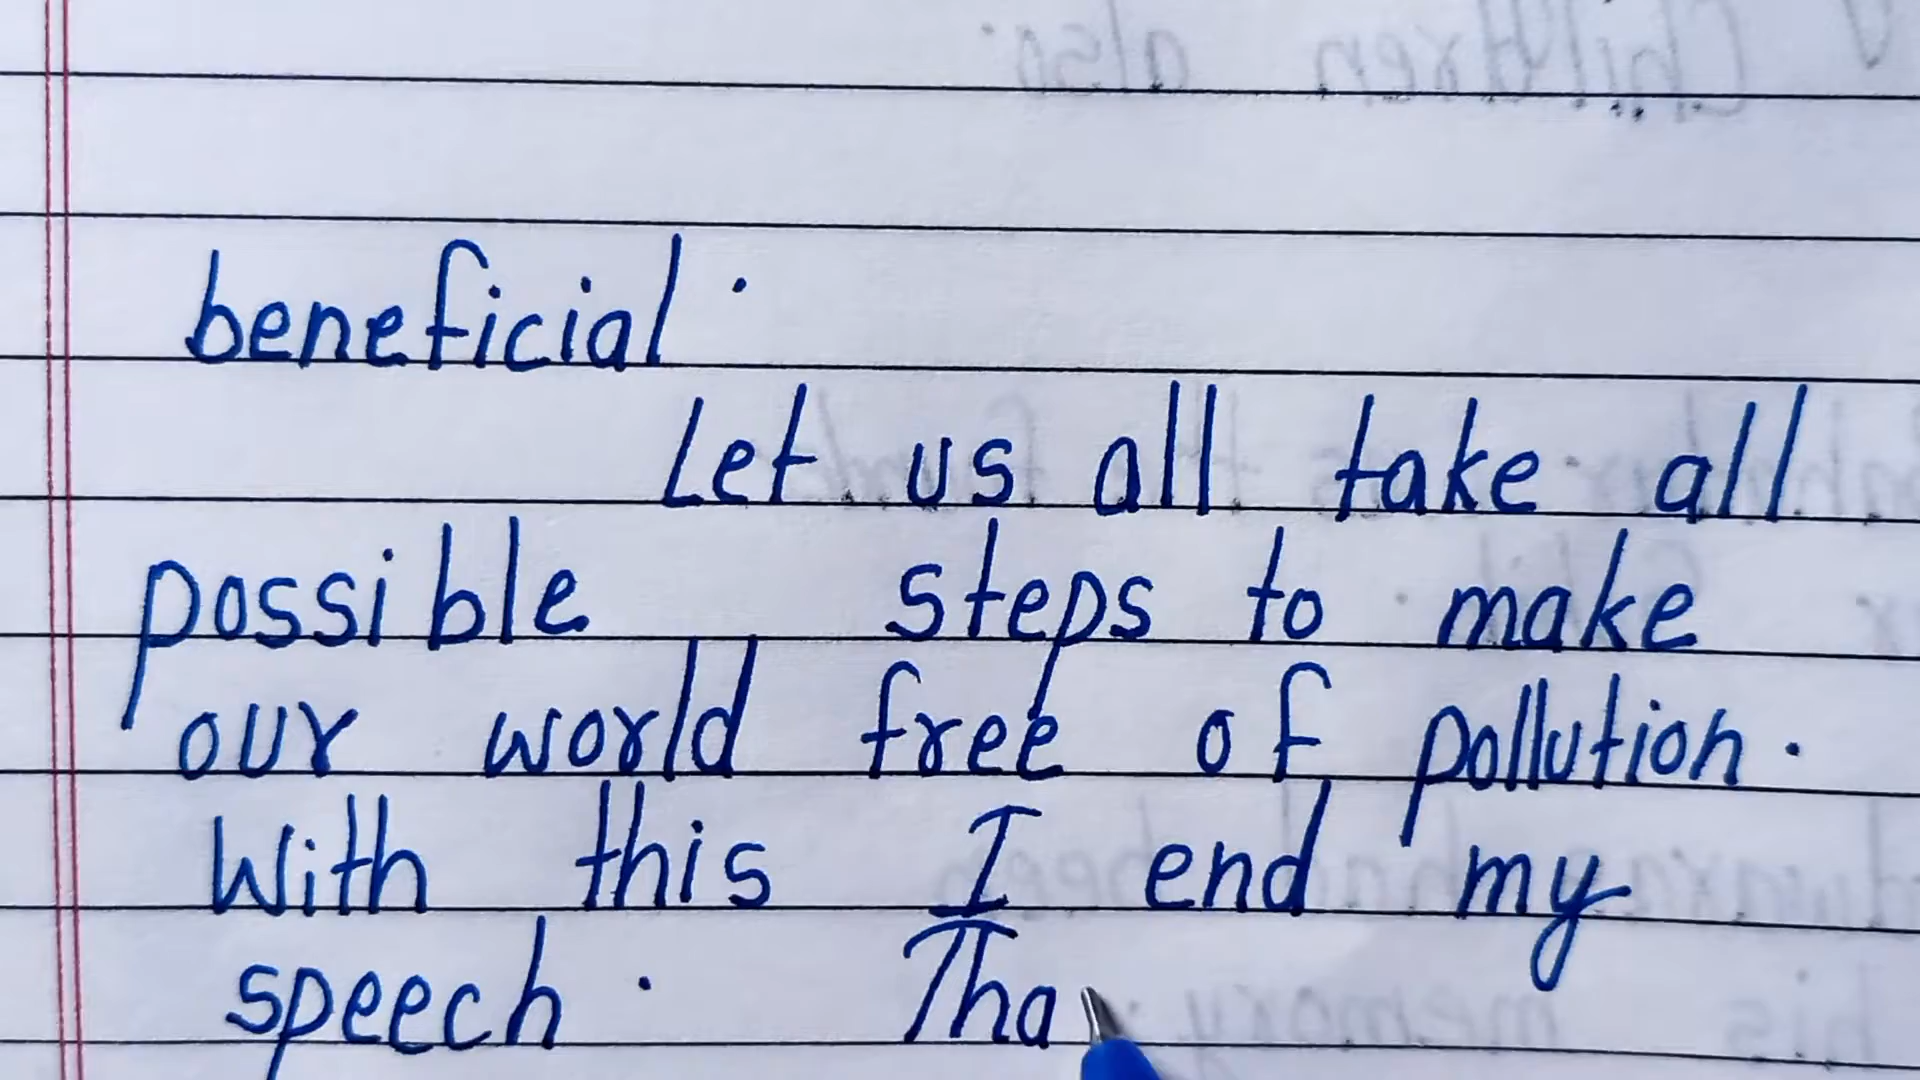 beneficial.
Let us all take all
possible steps to make
our world free of pollution.
With this I end my
speech. Tha